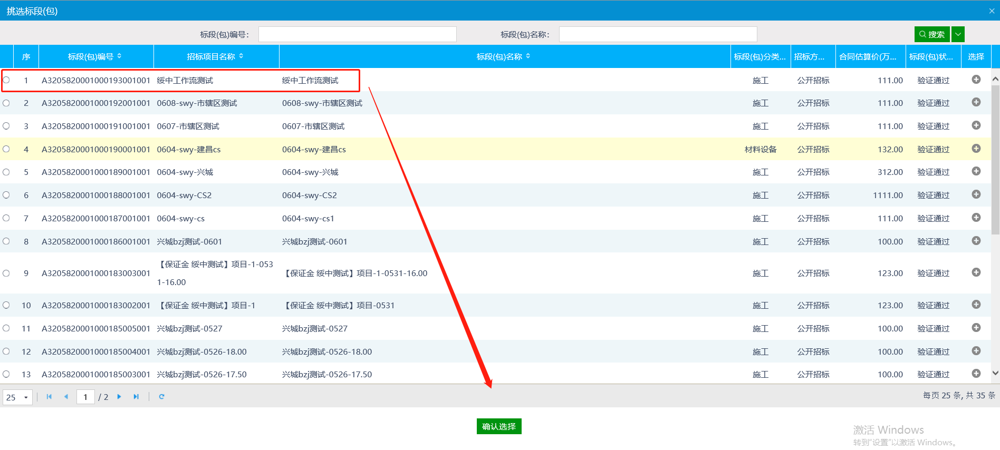 挑选标段(包)
标段(包)编号：
标段(包)名称：
搜索
序 标段(包)编号 招标项目名称 标段(包)名称 标段(包)分类... 招标方... 合同估算价(万... 标段(包)状... 选择
1 A3205820001000193001001 绥中工作流测试 绥中工作流测试 施工 公开招标 111.00 验证通过
2 A3205820001000192001001 0608-swy-市辖区测试 0608-swy-市辖区测试 施工 公开招标 111.00 验证通过
3 A3205820001000191001001 0607-市辖区测试 0607-市辖区测试 施工 公开招标 111.00 验证通过
4 A3205820001000190001001 0604-swy-建昌cs 0604-swy-建昌cs 材料设备 公开招标 132.00 验证通过
5 A3205820001000189001001 0604-swy-兴城 0604-swy-兴城 施工 公开招标 312.00 验证通过
6 A3205820001000188001001 0604-swy-CS2 0604-swy-CS2 施工 公开招标 1111.00 验证通过
7 A3205820001000187001001 0604-swy-cs 0604-swy-cs1 施工 公开招标 111.00 验证通过
8 A3205820001000186001001 兴城bzj测试-0601 兴城bzj测试-0601 施工 公开招标 100.00 验证通过
9 A3205820001000183003001 【保证金 绥中测试】项目-1-053
1-16.00 【保证金 绥中测试】项目-1-0531-16.00 施工 公开招标 123.00 验证通过
10 A3205820001000183002001 【保证金 绥中测试】项目-1 【保证金 绥中测试】项目-0531 施工 公开招标 123.00 验证通过
11 A3205820001000185005001 兴城bzj测试-0527 兴城bzj测试-0527 施工 公开招标 100.00 验证通过
12 A3205820001000185004001 兴城bzj测试-0526-18.00 兴城bzj测试-0526-18.00 施工 公开招标 100.00 验证通过
13 A3205820001000185003001 兴城bzj测试-0526-17.50 兴城bzj测试-0526-17.50 施工 公开招标 100.00 验证通过
25 1 / 2 每页 25 条, 共 35 条
确认选择
激活 Windows
转到"设置"以激活 Windows。